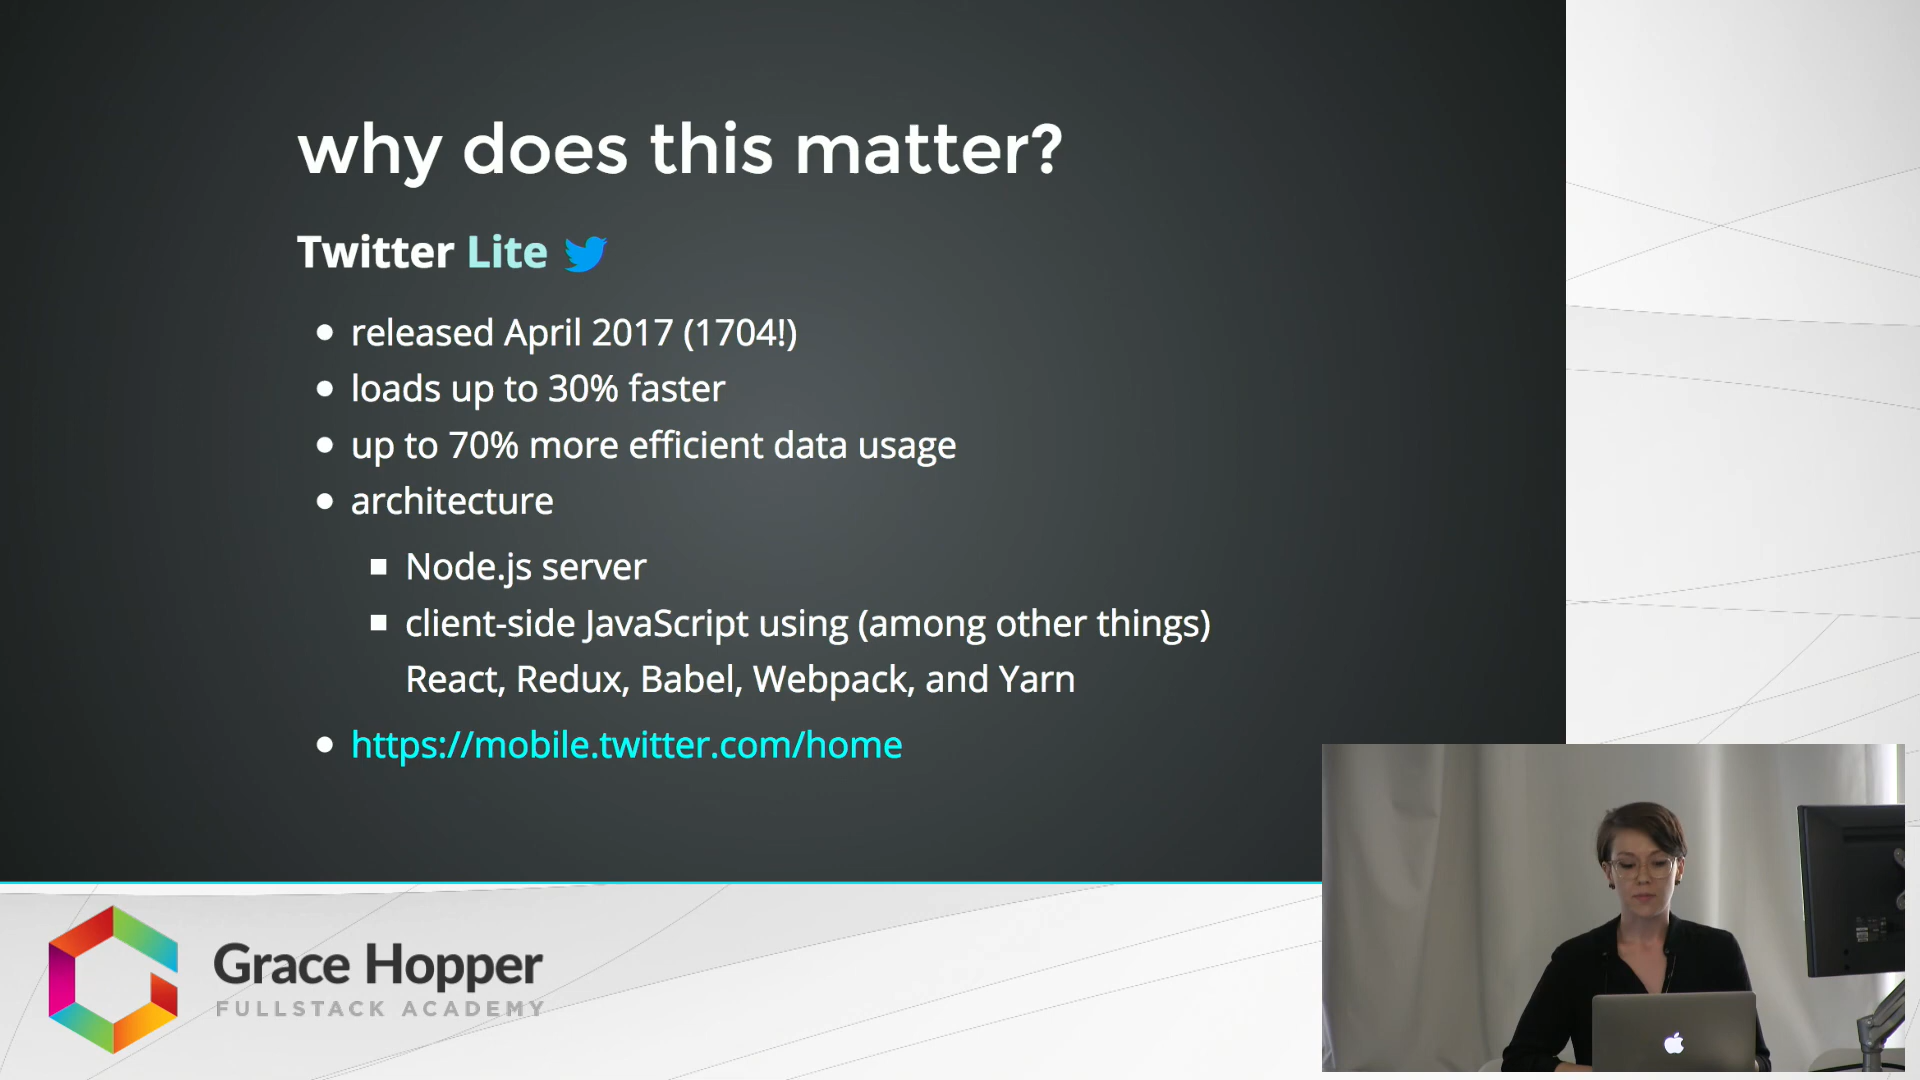 why does this matter?
Twitter Lite
released April 2017 (1704!)
loads up to 30% faster
up to 70% more efficient data usage
architecture
Node.js server
client-side JavaScript using (among other things)
React, Redux, Babel, Webpack, and Yarn
https://mobile.twitter.com/home
Grace Hopper
FULLSTACK ACADEMY